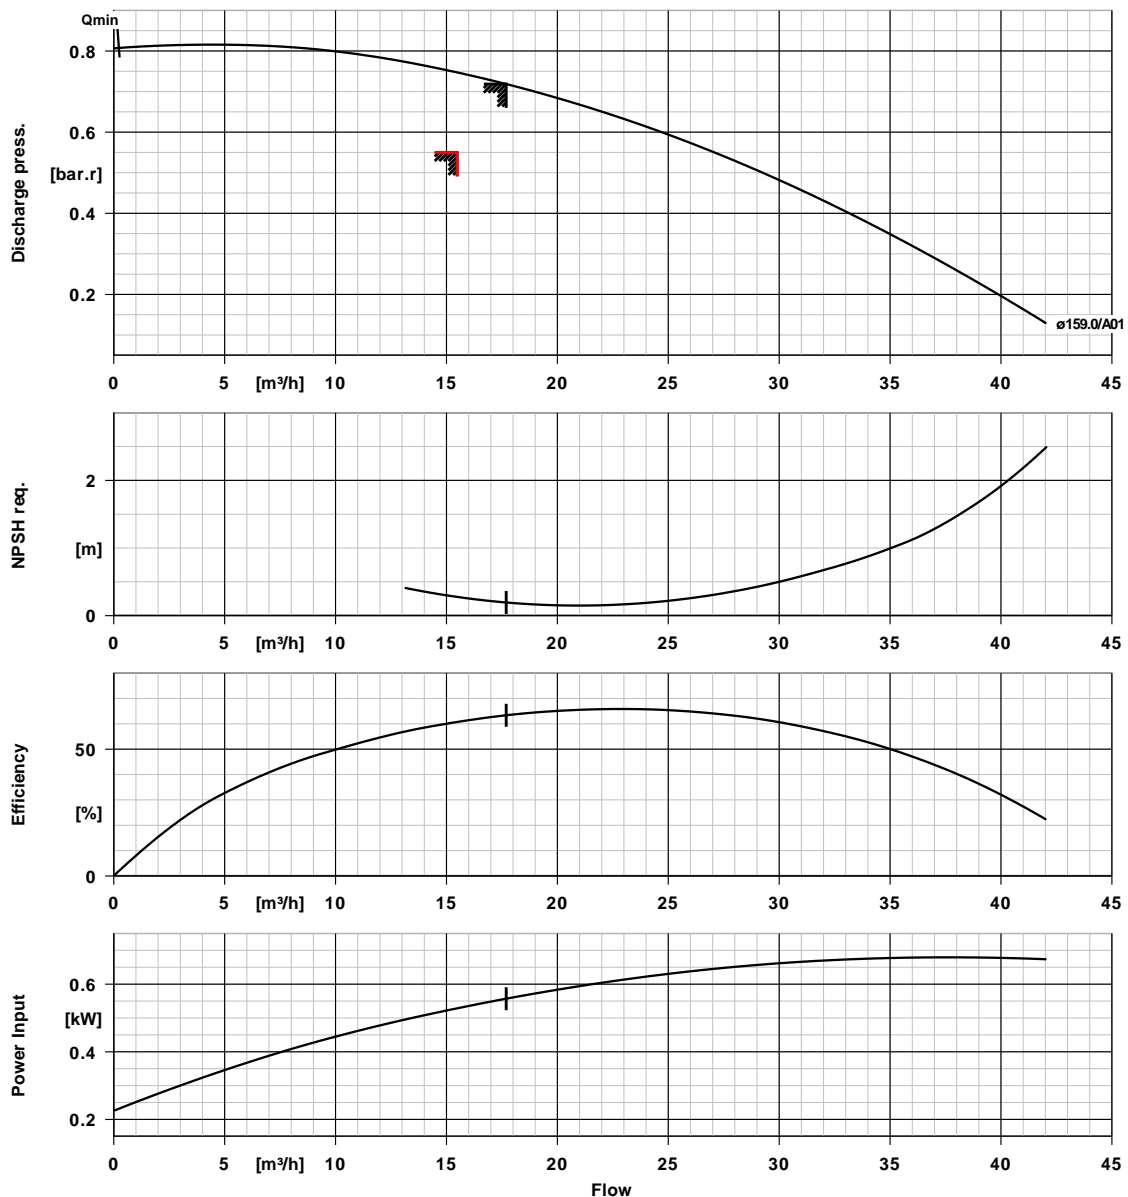 Qmin
0.8
0.6
0.4
0.2
Discharge press.
[bar.r]
ø159.0/A01
0 5 [m³/h] 10 15 20 25 30 35 40 45
2
0
NPSH req.
[m]
0 5 [m³/h] 10 15 20 25 30 35 40 45
50
0
Efficiency
[%]
0 5 [m³/h] 10 15 20 25 30 35 40 45
0.6
0.4
0.2
Power Input
[kW]
0 5 [m³/h] 10 15 20 25 30 35 40 45
Flow